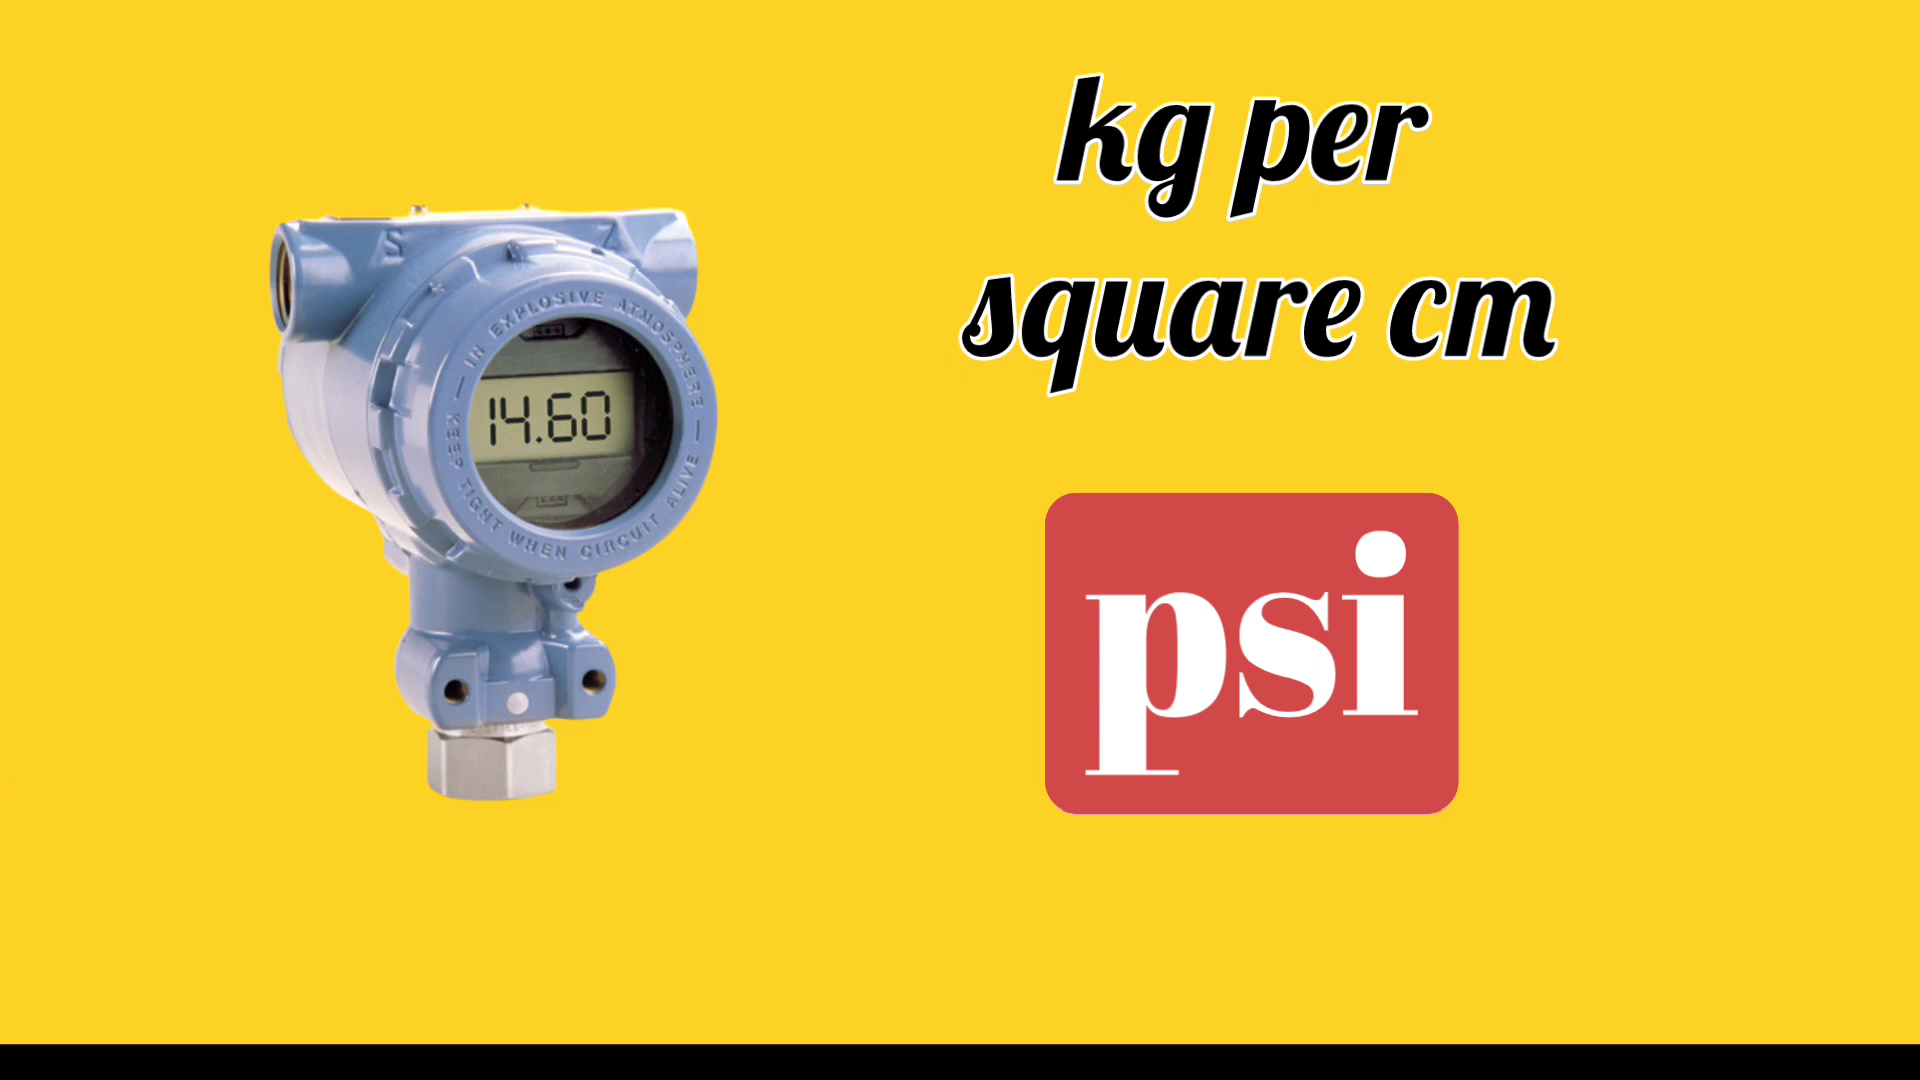 kg per
square cm
IN EXPLOSIVE ATMOSPHERE
KEEP TIGHT WHEN CIRCUIT ALIVE
14.60
psi